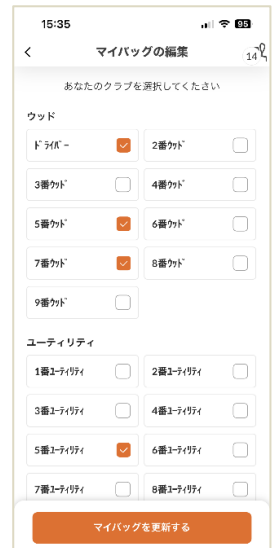 15:35 95
マイバッグの編集 14
あなたのクラブを選択してください
ウッド
ﾄﾞﾗｲﾊﾞｰ 2番ｳｯﾄﾞ
3番ｳｯﾄﾞ 4番ｳｯﾄﾞ
5番ｳｯﾄﾞ 6番ｳｯﾄﾞ
7番ｳｯﾄﾞ 8番ｳｯﾄﾞ
9番ｳｯﾄﾞ
ユーティリティ
1番ﾕｰﾃｨﾘﾃｨ 2番ﾕｰﾃｨﾘﾃｨ
3番ﾕｰﾃｨﾘﾃｨ 4番ﾕｰﾃｨﾘﾃｨ
5番ﾕｰﾃｨﾘﾃｨ 6番ﾕｰﾃｨﾘﾃｨ
7番ﾕｰﾃｨﾘﾃｨ 8番ﾕｰﾃｨﾘﾃｨ
マイバッグを更新する